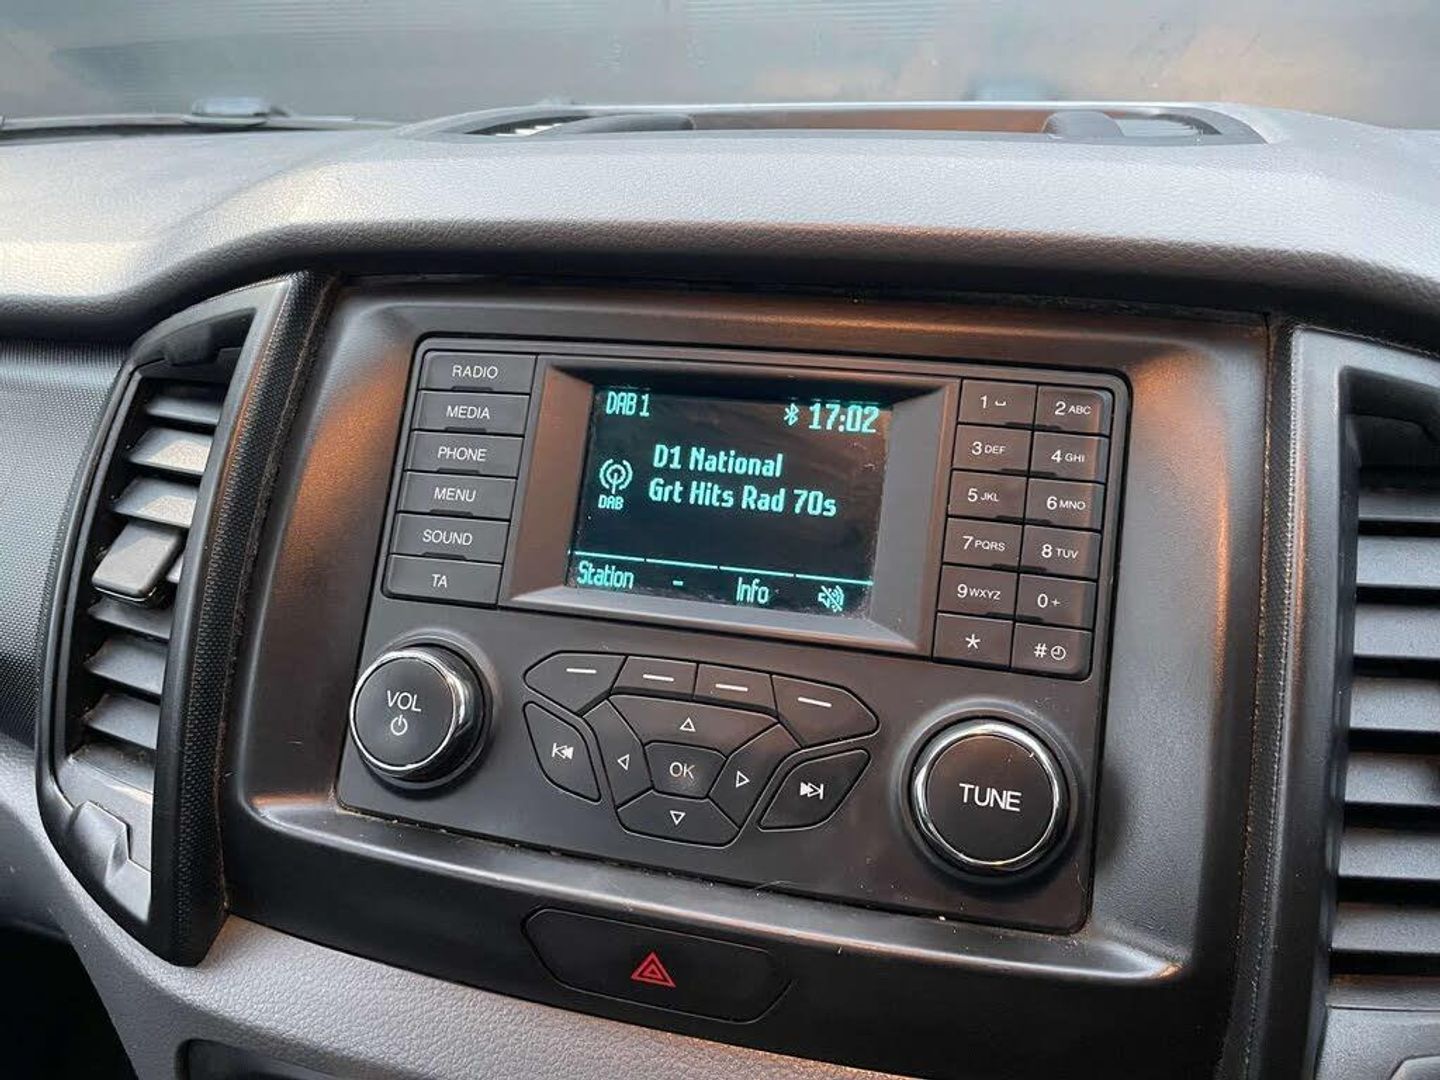 RADIO
MEDIA
PHONE
MENU
SOUND
TA
DAB 1
17:02
D1 National
Grt Hits Rad 70s
DAB
Station
-
Info
1
2 ABC
3 DEF
4 GHI
5 JKL
6 MNO
7 PQRS
8 TUV
9 WXYZ
0 +
*
#
VOL
OK
TUNE